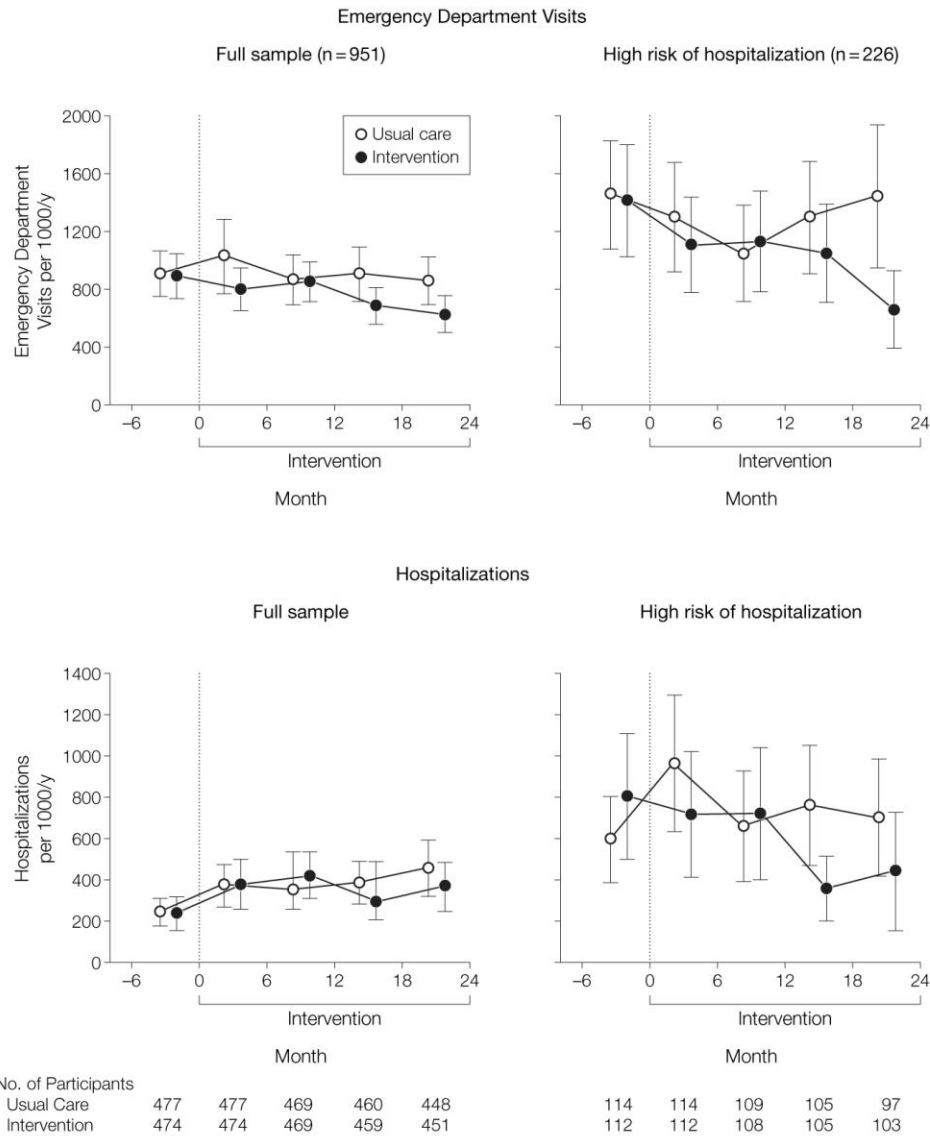 Emergency Department Visits
Full sample (n=951)
High risk of hospitalization (n=226)
Emergency Department
Visits per 1000/y
2000
1600
1200
800
400
0
Usual care
Intervention
−6 0 6 12 18 24
Intervention
Month
−6 0 6 12 18 24
Intervention
Month
Hospitalizations
Full sample
High risk of hospitalization
Hospitalizations
per 1000/y
1400
1200
1000
800
600
400
200
0
−6 0 6 12 18 24
Intervention
Month
−6 0 6 12 18 24
Intervention
Month
No. of Participants
Usual Care 477 477 469 460 448 114 114 109 105 97
Intervention 474 474 469 459 451 112 112 108 105 103